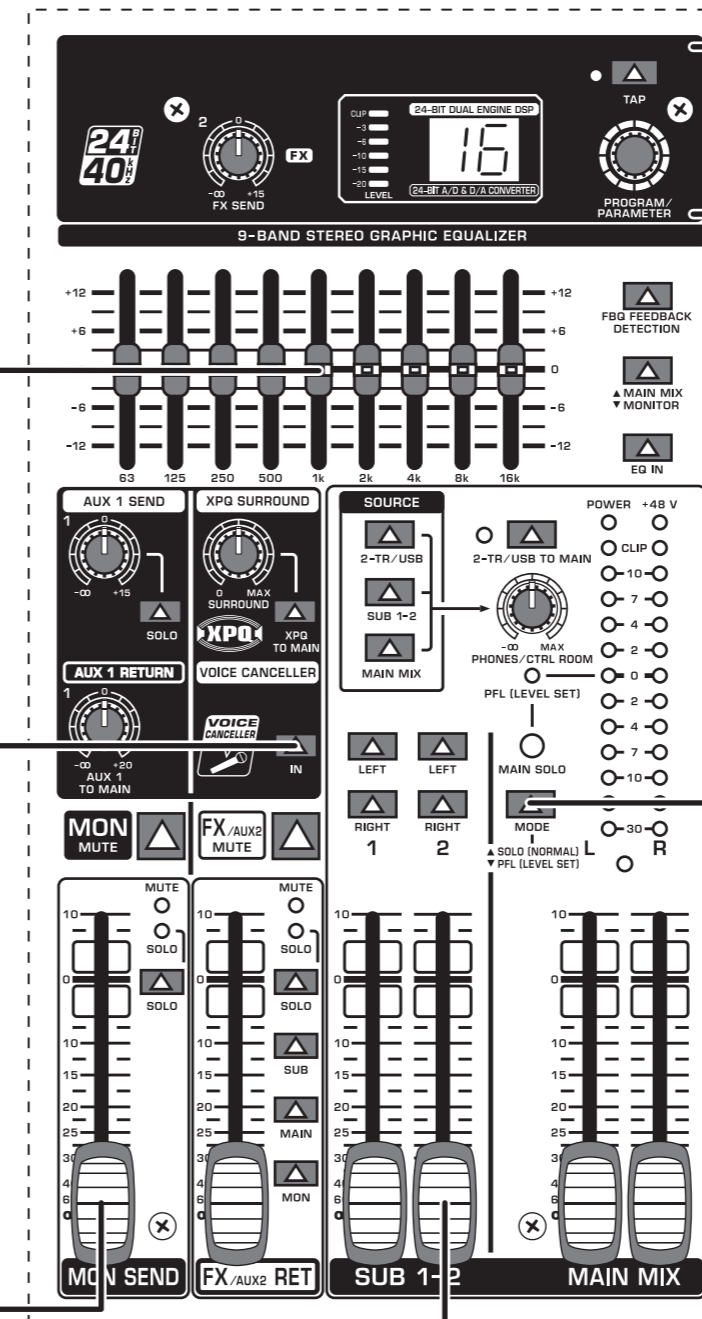 TAP
24 BIT
40 kHz
2
0
-∞ +15
FX SEND
FX
CLIP
-3
-6
-10
-15
-20
LEVEL
24-BIT DUAL ENGINE DSP
16
24-BIT A/D & D/A CONVERTER
PROGRAM/
PARAMETER
9-BAND STEREO GRAPHIC EQUALIZER
+12 +12
+6 +6
0
-6 -6
-12 -12
63 125 250 500 1k 2k 4k 8k 16k
FBQ FEEDBACK
DETECTION
▲ MAIN MIX
▼ MONITOR
EQ IN
AUX 1 SEND
1
0
-∞ +15
SOLO
XPQ SURROUND
0 MAX
SURROUND
XPQ
XPQ
TO MAIN
AUX 1 RETURN
1
0
-∞ +20
AUX 1
TO MAIN
VOICE CANCELLER
VOICE
CANCELLER
IN
SOURCE
2-TR/USB
SUB 1-2
MAIN MIX
2-TR/USB TO MAIN
-∞ MAX
PHONES/CTRL ROOM
PFL (LEVEL SET)
MAIN SOLO
MODE
▲ SOLO (NORMAL)
▼ PFL (LEVEL SET)
POWER +48 V
CLIP
10
7
4
2
0
2
4
7
10
30
L R
LEFT LEFT
RIGHT RIGHT
1 2
MON
MUTE
FX/AUX2
MUTE
MUTE
SOLO
SOLO
10
0
10
15
20
25
MON SEND
MUTE
SOLO
SOLO
SUB
MAIN
MON
10
0
10
15
20
25
FX/AUX2 RET
10
0
10
15
20
25
30
SUB 1-2
10
0
10
15
20
25
30
MAIN MIX